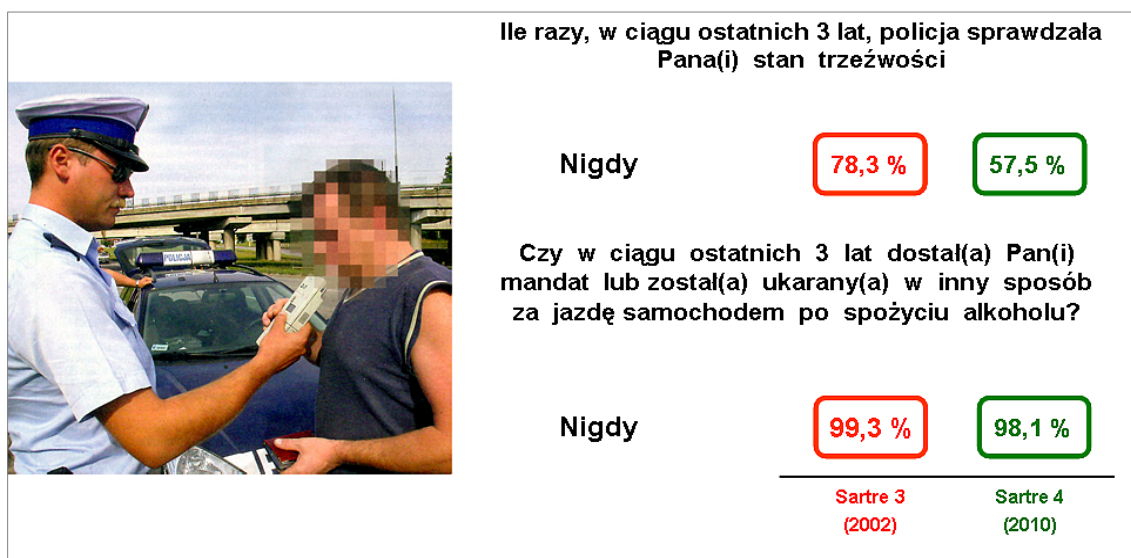 Ile razy, w ciągu ostatnich 3 lat, policja sprawdzała
Pana(i) stan trzeźwości
Nigdy
78,3 %
57,5 %
POLICJA
Czy w ciągu ostatnich 3 lat dostał(a) Pan(i)
mandat lub został(a) ukarany(a) w inny sposób
za jazdę samochodem po spożyciu alkoholu?
Nigdy
99,3 %
98,1 %
Sartre 3
(2002)
Sartre 4
(2010)